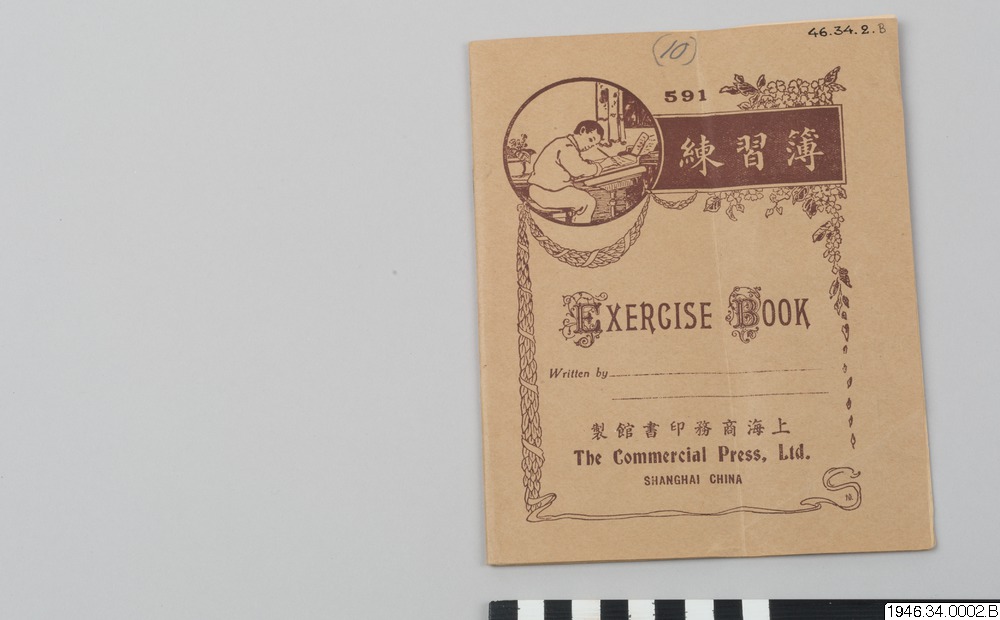 46.34.2.B
(10)
591
練習簿
EXERCISE BOOK
Written by
製館書印務商海上
The Commercial Press, Ltd.
SHANGHAI CHINA
1946.34.0002.B